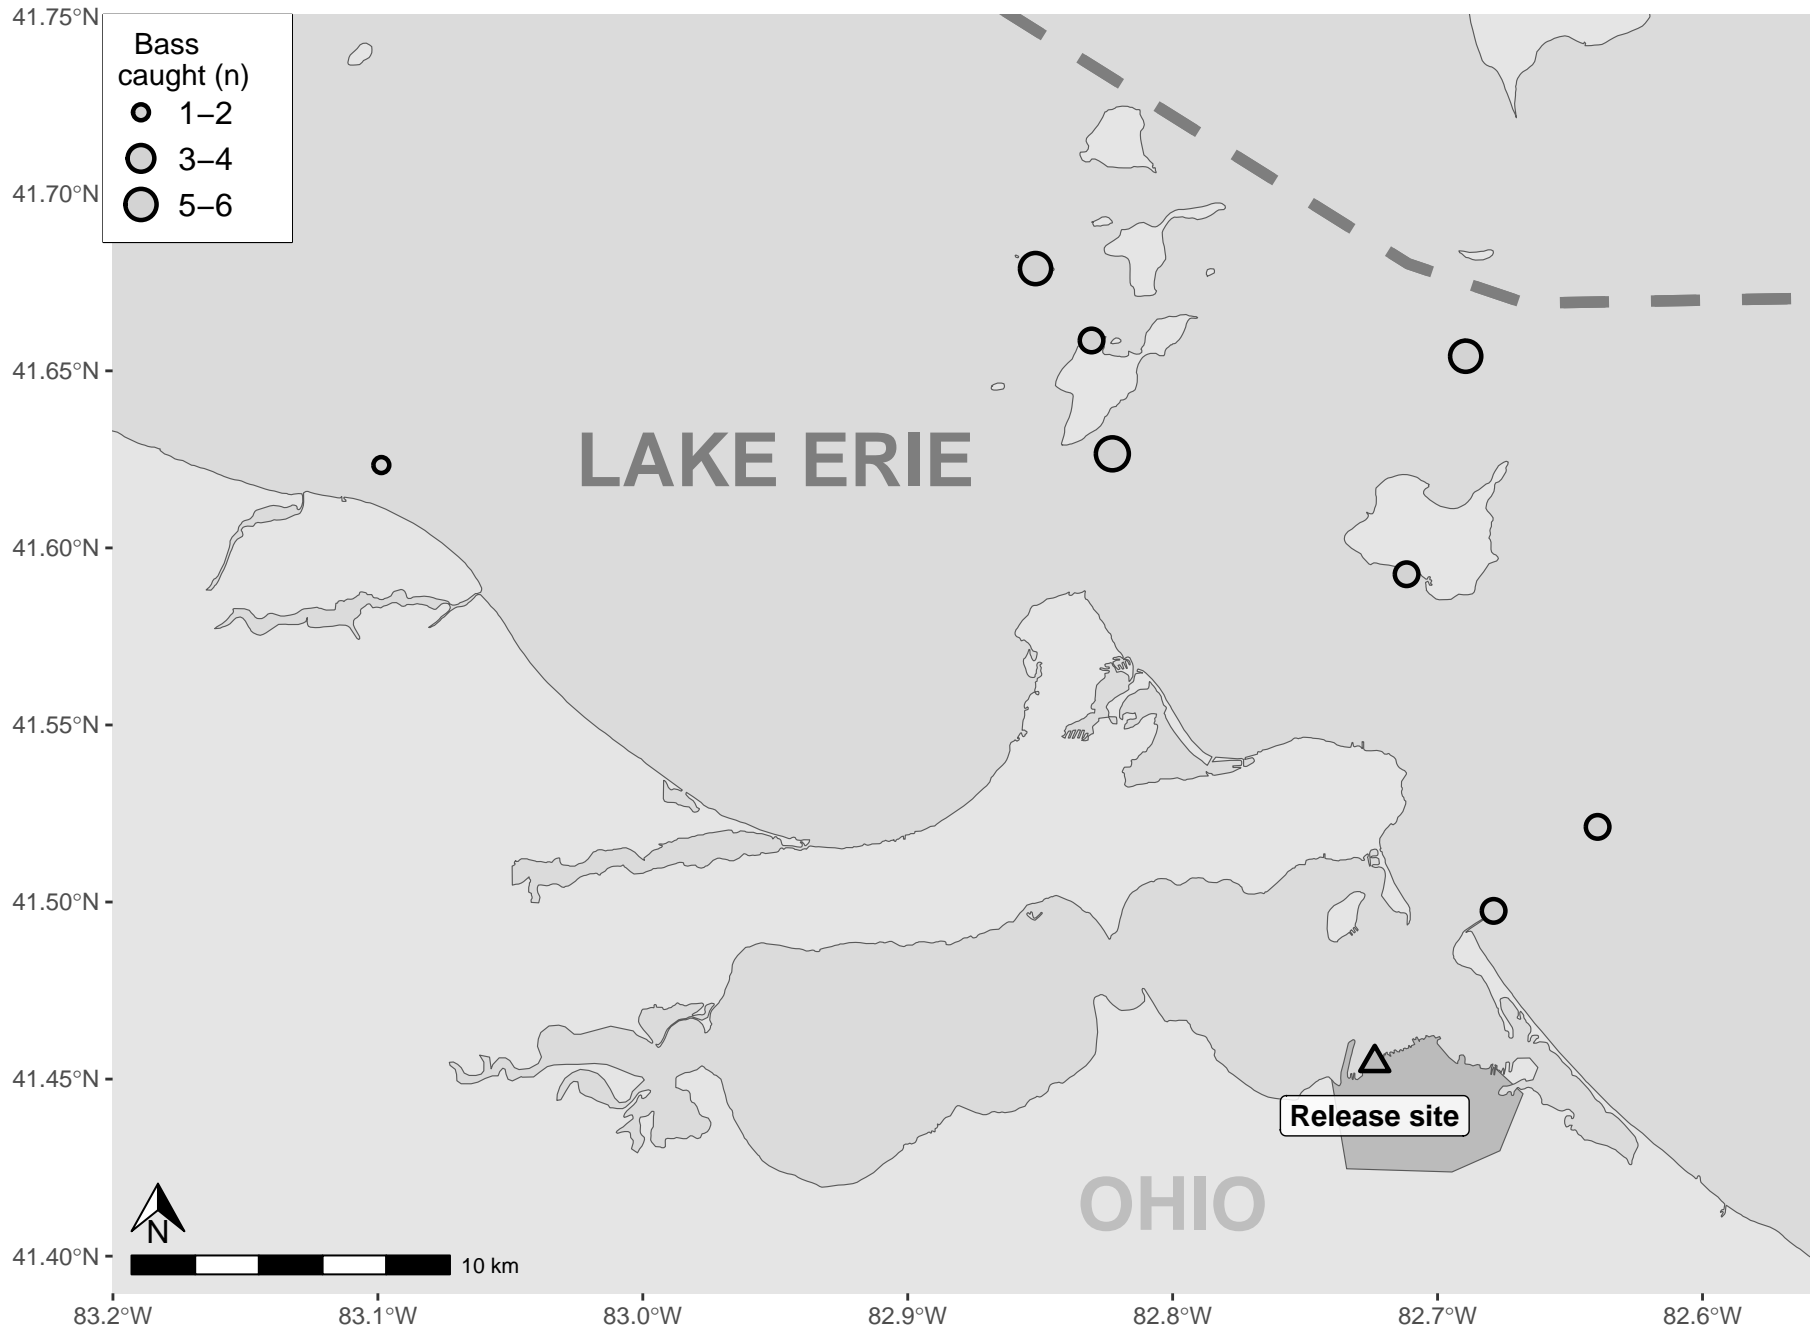 41.75°N
Bass
caught (n)
1–2
3–4
5–6
41.70°N
41.65°N
LAKE ERIE
41.60°N
41.55°N
41.50°N
41.45°N
Release site
OHIO
N
41.40°N
10 km
83.2°W 83.1°W 83.0°W 82.9°W 82.8°W 82.7°W 82.6°W